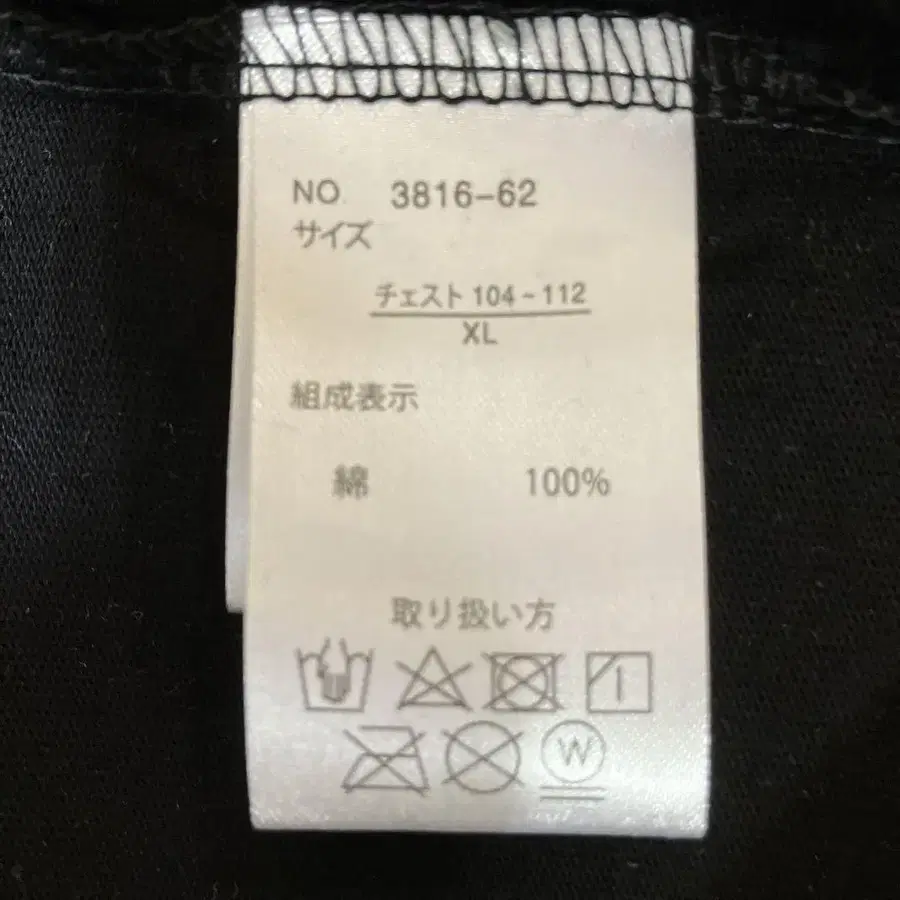 NO. 3816-62
サイズ
チェスト 104-112
XL
組成表示
綿 100%
取り扱い方
W